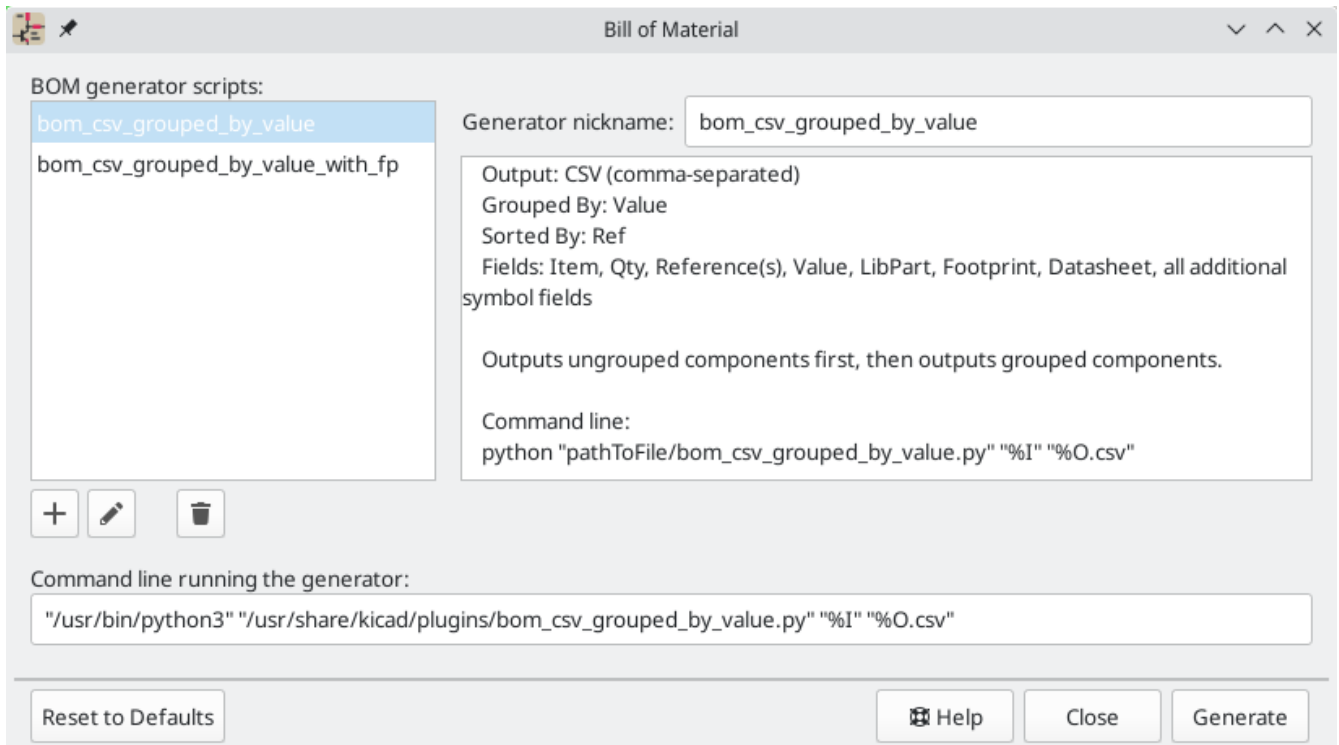 Bill of Material
BOM generator scripts:
bom_csv_grouped_by_value
bom_csv_grouped_by_value_with_fp
Generator nickname: bom_csv_grouped_by_value
Output: CSV (comma-separated)
Grouped By: Value
Sorted By: Ref
Fields: Item, Qty, Reference(s), Value, LibPart, Footprint, Datasheet, all additional
symbol fields
Outputs ungrouped components first, then outputs grouped components.
Command line:
python "pathToFile/bom_csv_grouped_by_value.py" "%I" "%O.csv"
Command line running the generator:
"/usr/bin/python3" "/usr/share/kicad/plugins/bom_csv_grouped_by_value.py" "%I" "%O.csv"
Reset to Defaults Help Close Generate